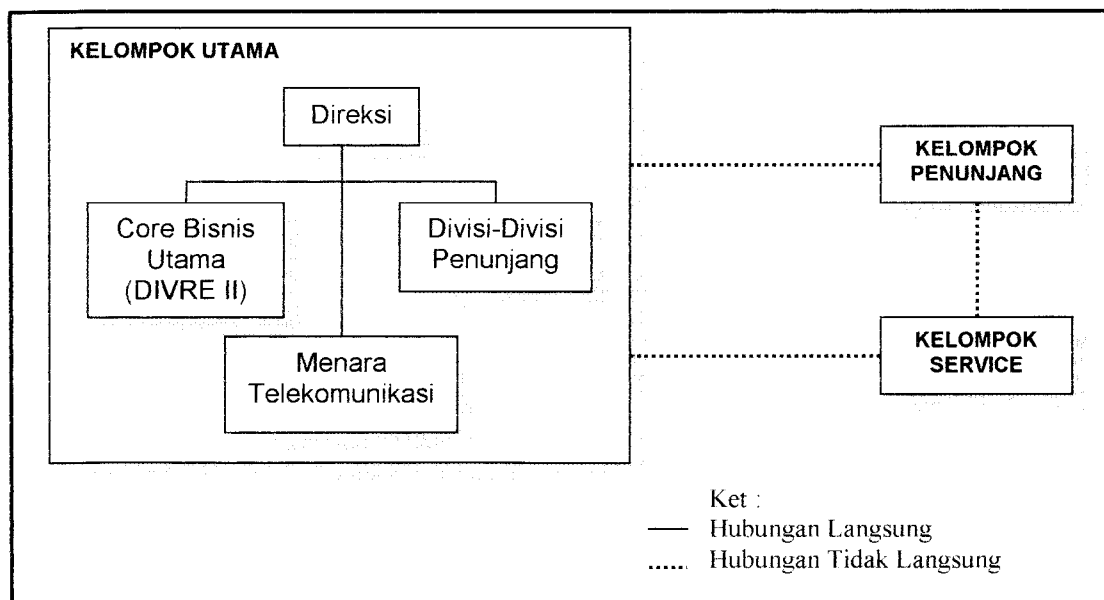 KELOMPOK UTAMA
Direksi
Core Bisnis
Utama
(DIVRE II)
Divisi-Divisi
Penunjang
Menara
Telekomunikasi
KELOMPOK
PENUNJANG
KELOMPOK
SERVICE
Ket :
Hubungan Langsung
Hubungan Tidak Langsung